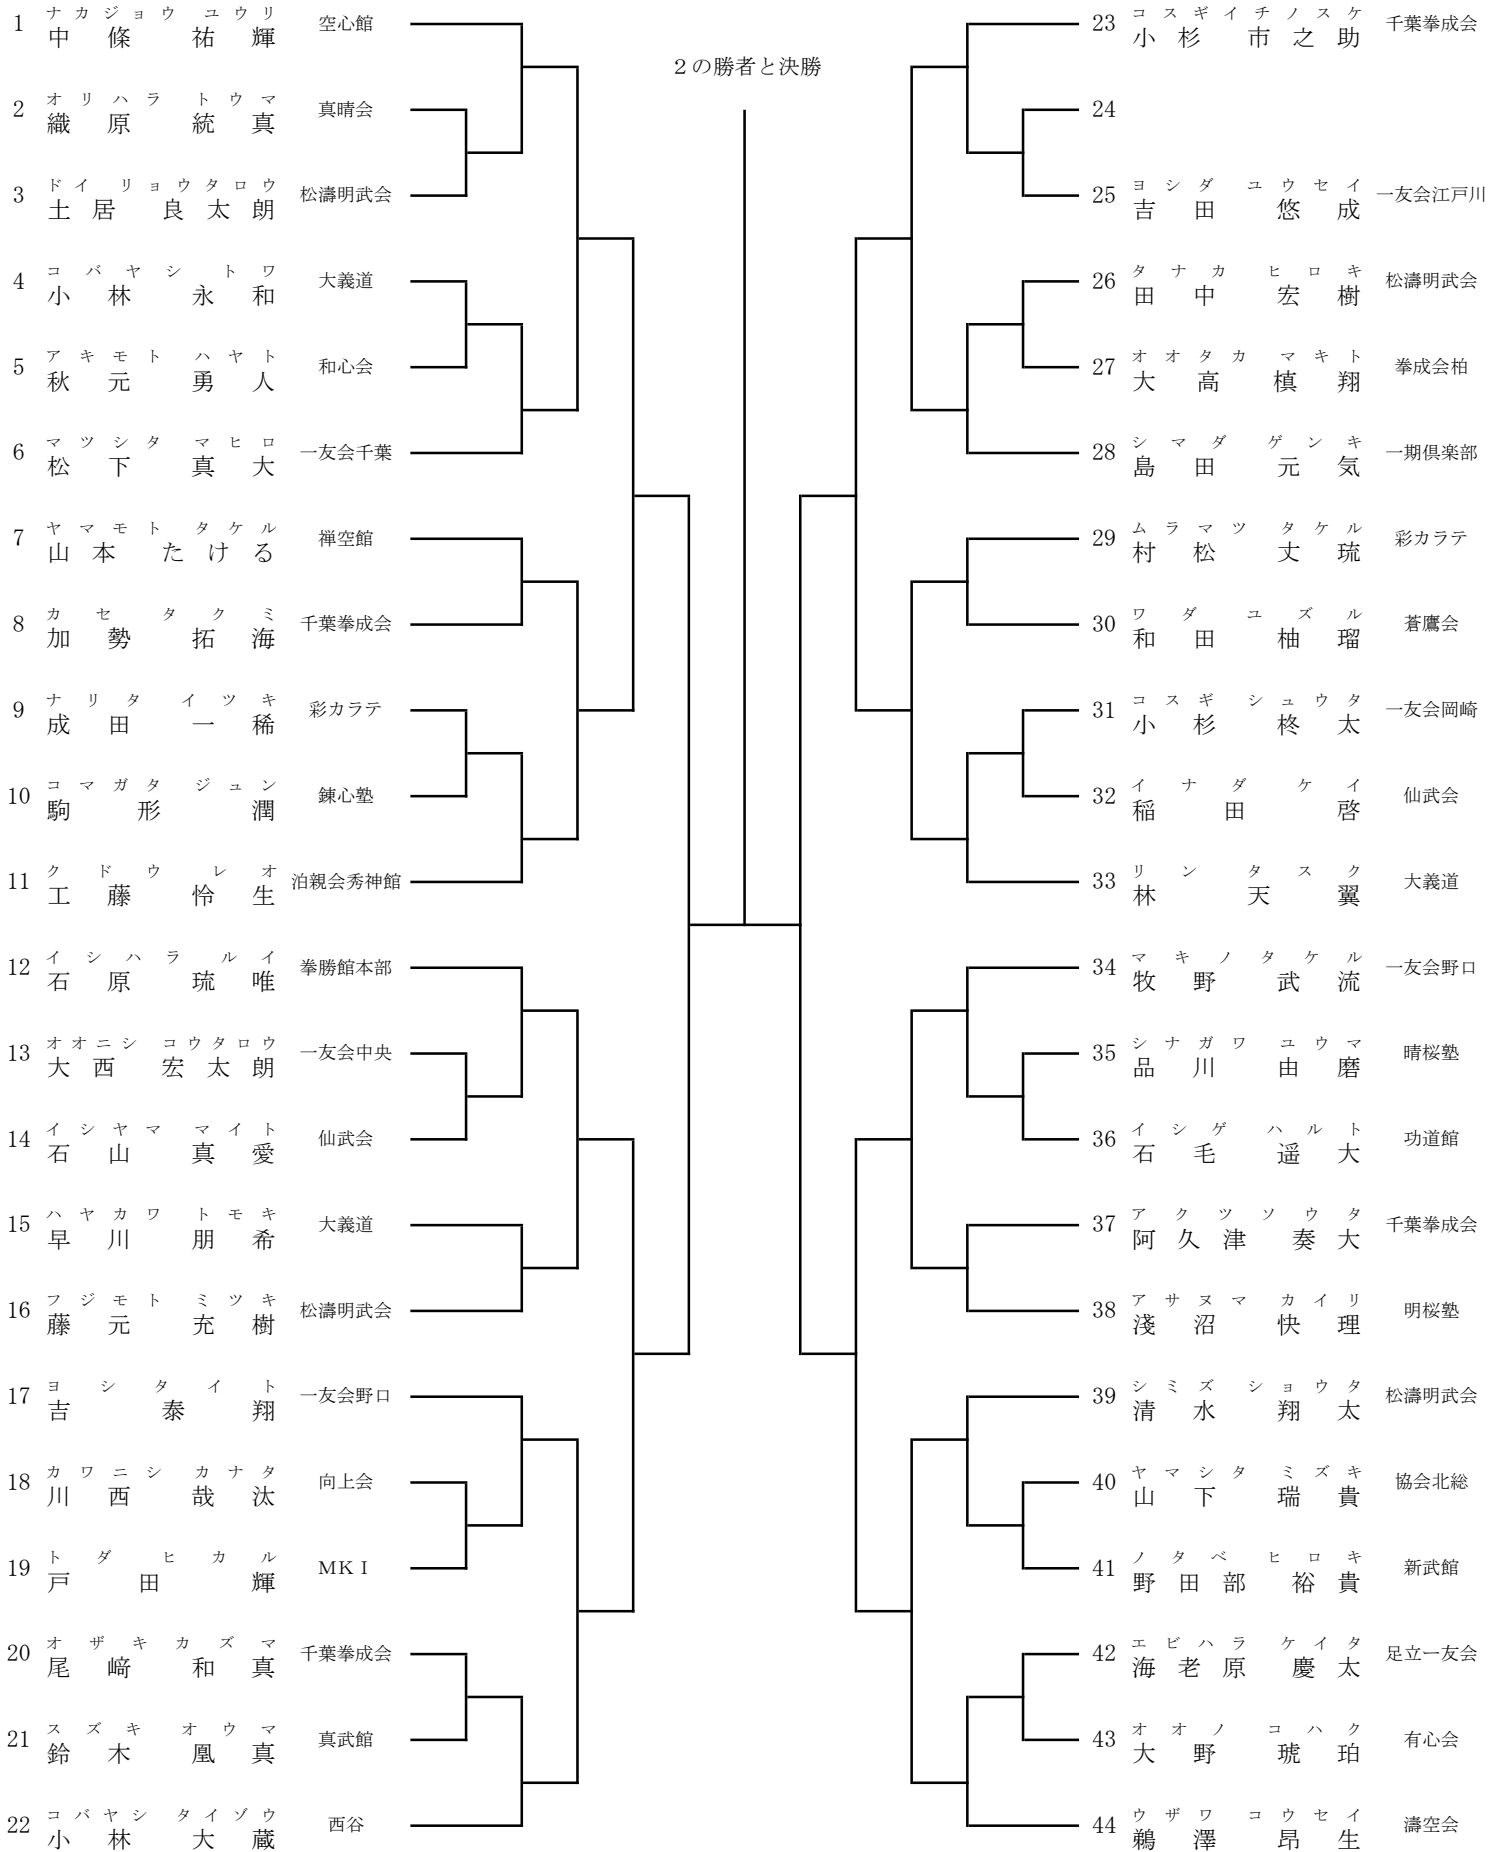 ２の勝者と決勝
1 ナカジョウ ユウリ
中條 祐輝 空心館
2 オリハラ トウマ
織原 統真 真晴会
3 ドイ リョウタロウ
土居 良太朗 松濤明武会
4 コバヤシ トワ
小林 永和 大義道
5 アキモト ハヤト
秋元 勇人 和心会
6 マツシタ マヒロ
松下 真大 一友会千葉
7 ヤマモト タケル
山本 たける 禅空館
8 カセ タクミ
加勢 拓海 千葉拳成会
9 ナリタ イツキ
成田 一稀 彩カラテ
10 コマガタ ジュン
駒形 潤 錬心塾
11 クドウ レオ
工藤 怜生 泊親会秀神館
12 イシハラ ルイ
石原 琉唯 拳勝館本部
13 オオニシ コウタロウ
大西 宏太朗 一友会中央
14 イシヤマ マイト
石山 真愛 仙武会
15 ハヤカワ トモキ
早川 朋希 大義道
16 フジモト ミツキ
藤元 充樹 松濤明武会
17 ヨシ タイト
吉 泰翔 一友会野口
18 カワニシ カナタ
川西 哉汰 向上会
19 トダ ヒカル
戸田 輝 MKＩ
20 オザキ カズマ
尾﨑 和真 千葉拳成会
21 スズキ オウマ
鈴木 凰真 真武館
22 コバヤシ タイゾウ
小林 大蔵 西谷
23 コスギ イチノスケ
小杉 市之助 千葉拳成会
24
25 ヨシダ ユウセイ
吉田 悠成 一友会江戸川
26 タナカ ヒロキ
田中 宏樹 松濤明武会
27 オオタカ マキト
大高 槙翔 拳成会柏
28 シマダ ゲンキ
島田 元気 一期倶楽部
29 ムラマツ タケル
村松 丈琉 彩カラテ
30 ワダ ユズル
和田 柚瑠 蒼鷹会
31 コスギ シュウタ
小杉 柊太 一友会岡崎
32 イナダ ケイ
稲田 啓 仙武会
33 リン タスク
林 天翼 大義道
34 マキノ タケル
牧野 武流 一友会野口
35 シナガワ ユウマ
品川 由磨 晴桜塾
36 イシゲ ハルト
石毛 遥大 功道館
37 アクツ ソウタ
阿久津 奏大 千葉拳成会
38 アサヌマ カイリ
淺沼 快理 明桜塾
39 シミズ ショウタ
清水 翔太 松濤明武会
40 ヤマシタ ミズキ
山下 瑞貴 協会北総
41 ノタベ ヒロキ
野田部 裕貴 新武館
42 エビハラ ケイタ
海老原 慶太 足立一友会
43 オオノ コハク
大野 琥珀 有心会
44 ウザワ コウセイ
鵜澤 昂生 濤空会